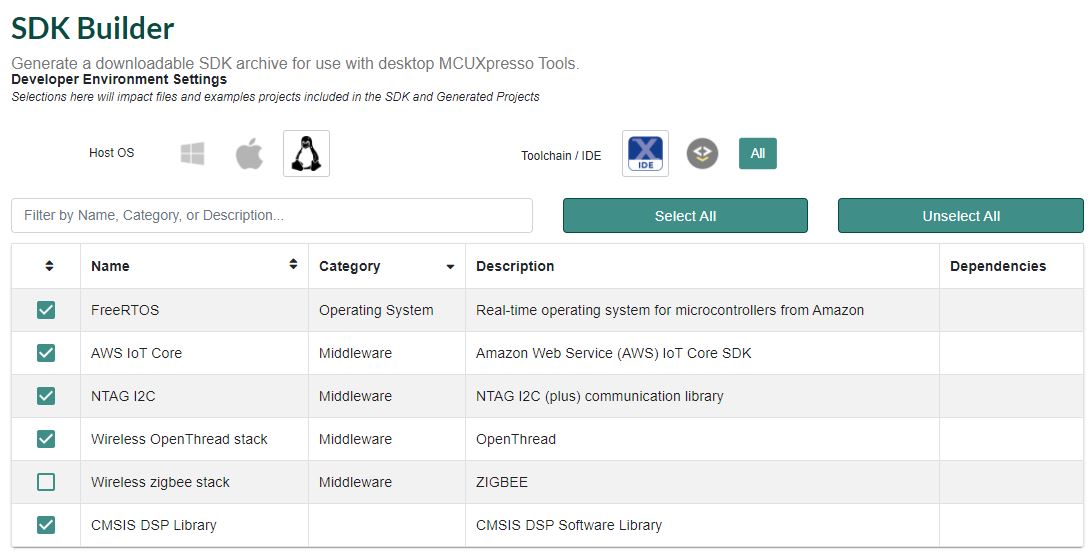 SDK Builder
Generate a downloadable SDK archive for use with desktop MCUXpresso Tools.
Developer Environment Settings
Selections here will impact files and examples projects included in the SDK and Generated Projects
Host OS Toolchain / IDE X IDE All
Filter by Name, Category, or Description... Select All Unselect All
Name Category Description Dependencies
FreeRTOS Operating System Real-time operating system for microcontrollers from Amazon
AWS IoT Core Middleware Amazon Web Service (AWS) IoT Core SDK
NTAG I2C Middleware NTAG I2C (plus) communication library
Wireless OpenThread stack Middleware OpenThread
Wireless zigbee stack Middleware ZIGBEE
CMSIS DSP Library CMSIS DSP Software Library